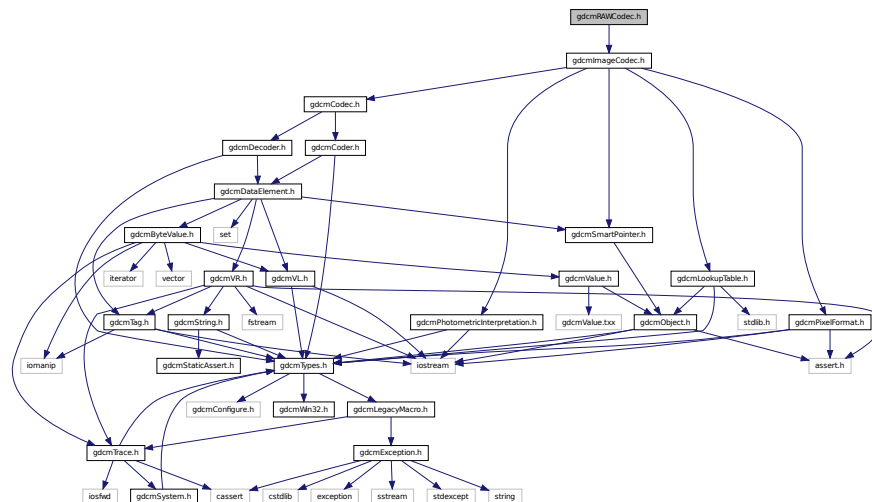 gdcmRAWCodec.h
gdcmImageCodec.h
gdcmCodec.h
gdcmDecoder.h
gdcmCoder.h
gdcmDataElement.h
gdcmByteValue.h
set
gdcmSmartPointer.h
iterator
vector
gdcmVR.h
gdcmVL.h
gdcmValue.h
gdcmLookupTable.h
gdcmTag.h
gdcmString.h
fstream
gdcmPhotometricInterpretation.h
gdcmValue.txx
gdcmObject.h
stdlib.h
gdcmPixelFormat.h
iomanip
gdcmStaticAssert.h
gdcmTypes.h
iostream
assert.h
gdcmConfigure.h
gdcmWin32.h
gdcmLegacyMacro.h
gdcmTrace.h
gdcmException.h
iosfwd
gdcmSystem.h
cassert
cstdlib
exception
sstream
stdexcept
string